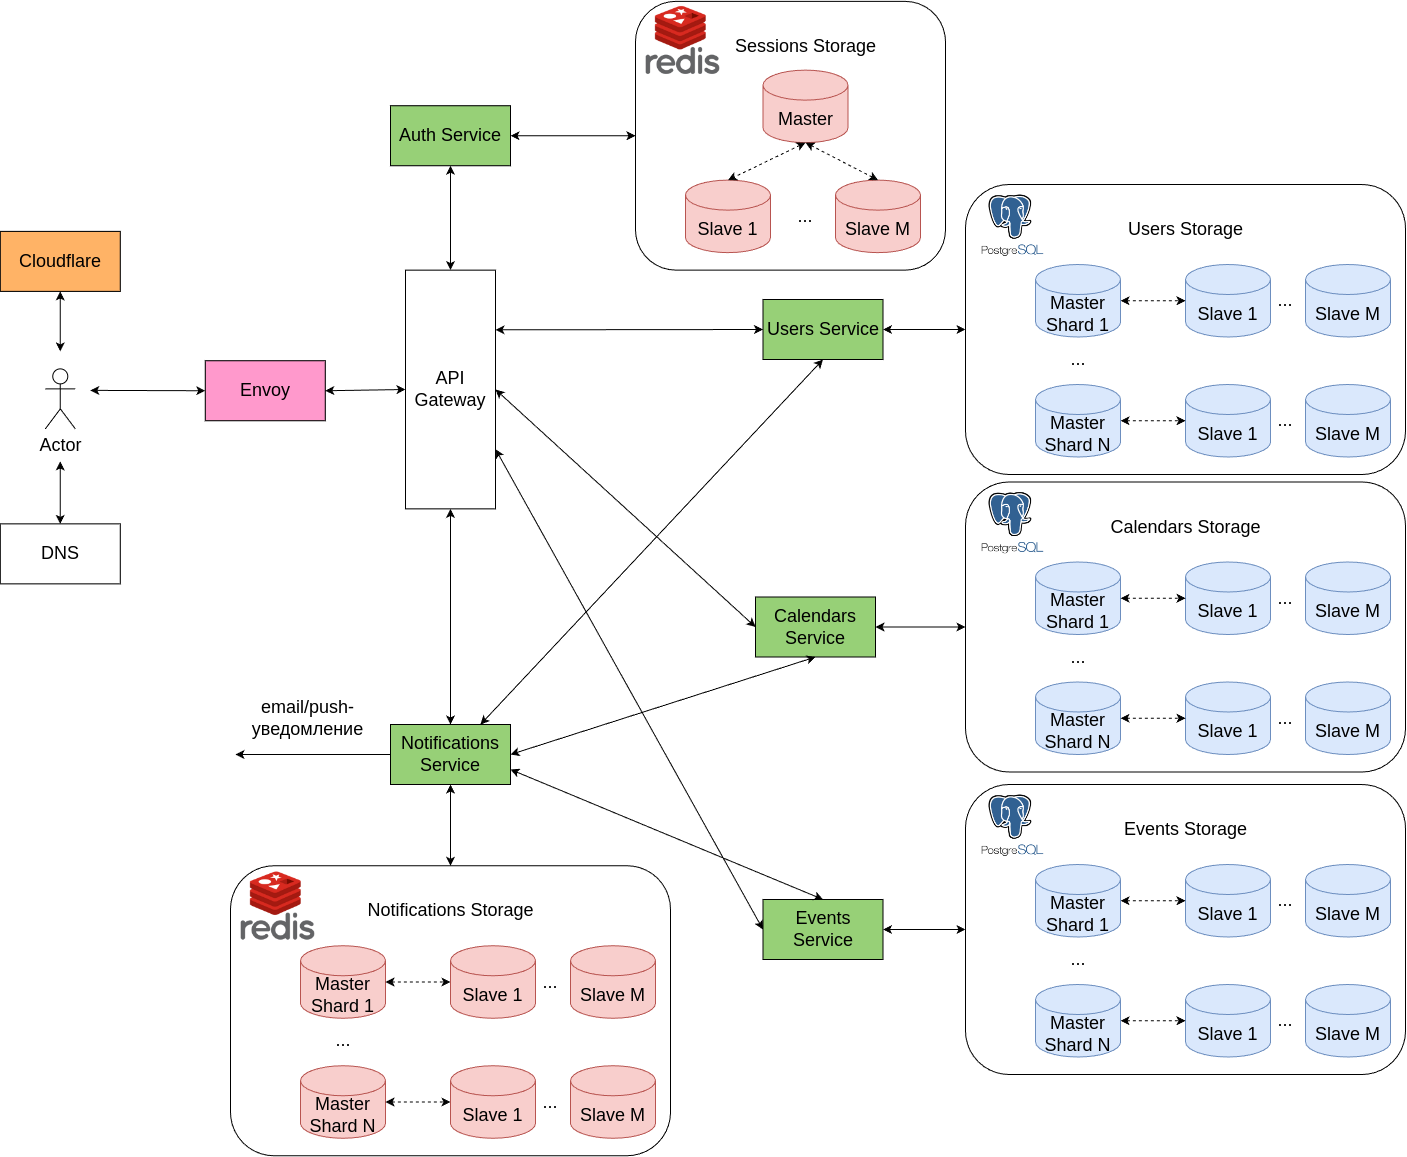 redis
Sessions Storage
Master
Slave 1
...
Slave M
Auth Service
Cloudflare
Actor
DNS
Envoy
API
Gateway
Users Service
PostgreSQL
Users Storage
Master
Shard 1
Slave 1
...
Slave M
...
Master
Shard N
Slave 1
...
Slave M
Calendars
Service
PostgreSQL
Calendars Storage
Master
Shard 1
Slave 1
...
Slave M
...
Master
Shard N
Slave 1
...
Slave M
email/push-
уведомление
Notifications
Service
Events
Service
PostgreSQL
Events Storage
Master
Shard 1
Slave 1
...
Slave M
...
Master
Shard N
Slave 1
...
Slave M
redis
Notifications Storage
Master
Shard 1
Slave 1
...
Slave M
...
Master
Shard N
Slave 1
...
Slave M